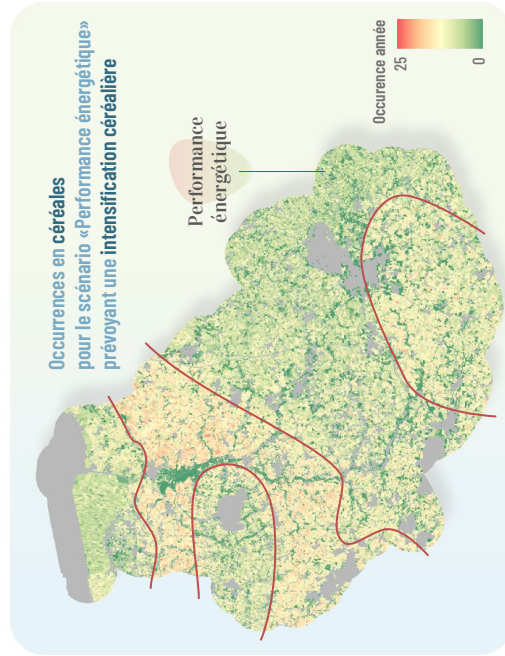 Occurrences en céréales
pour le scénario «Performance énergétique»
prévoyant une intensification céréalière
Performance
énergétique
Occurence année
25
0